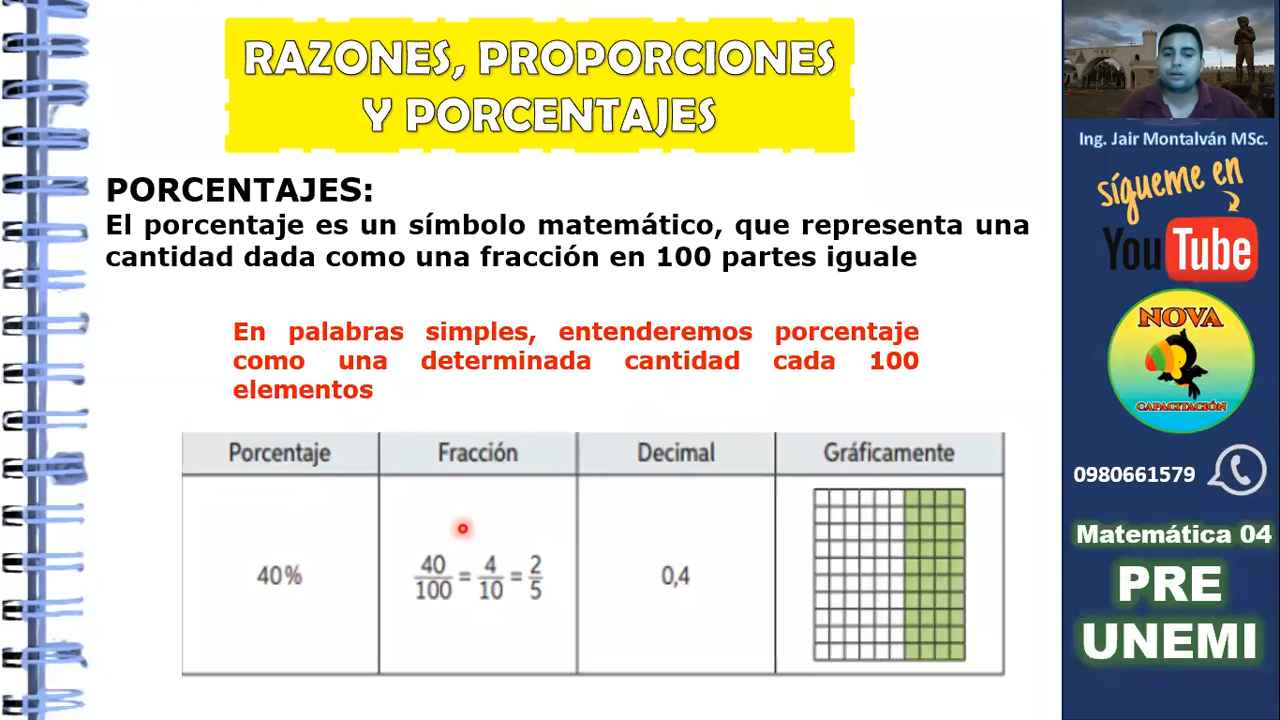 RAZONES, PROPORCIONES
Y PORCENTAJES
PORCENTAJES:
El porcentaje es un símbolo matemático, que representa una
cantidad dada como una fracción en 100 partes iguale
En palabras simples, entenderemos porcentaje
como una determinada cantidad cada 100
elementos
Porcentaje Fracción Decimal Gráficamente
40% 40/100 = 4/10 = 2/5 0,4
Ing. Jair Montalván MSc.
sígueme en
YouTube
NOVA
CAPACITACIÓN
0980661579
Matemática 04
PRE
UNEMI